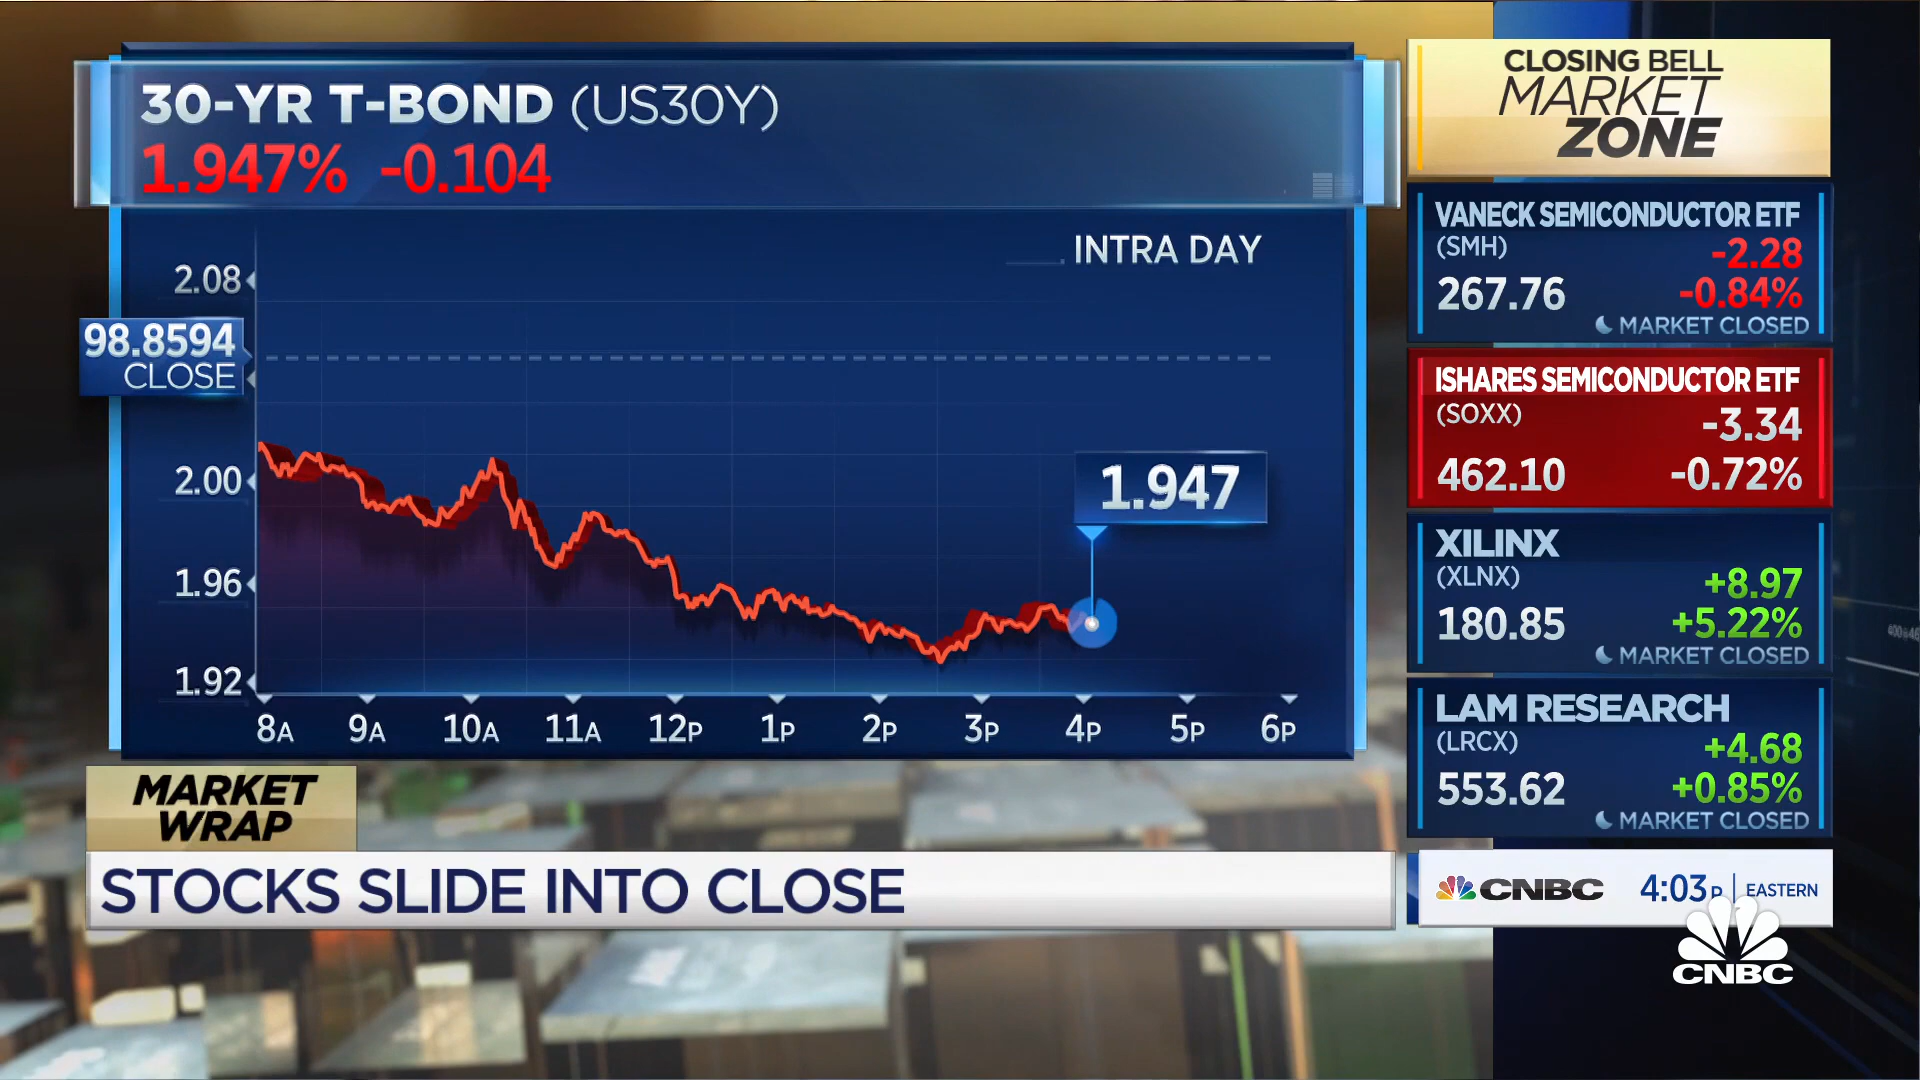 30-YR T-BOND (US30Y)
1.947% -0.104
INTRA DAY
2.08
98.8594
CLOSE
2.00
1.96
1.92
1.947
8A 9A 10A 11A 12P 1P 2P 3P 4P 5P 6P
MARKET
WRAP
STOCKS SLIDE INTO CLOSE
CLOSING BELL
MARKET
ZONE
VANECK SEMICONDUCTOR ETF
(SMH) -2.28
267.76 -0.84%
MARKET CLOSED
ISHARES SEMICONDUCTOR ETF
(SOXX) -3.34
462.10 -0.72%
XILINX
(XLNX) +8.97
180.85 +5.22%
MARKET CLOSED
LAM RESEARCH
(LRCX) +4.68
553.62 +0.85%
MARKET CLOSED
CNBC 4:03P EASTERN
CNBC